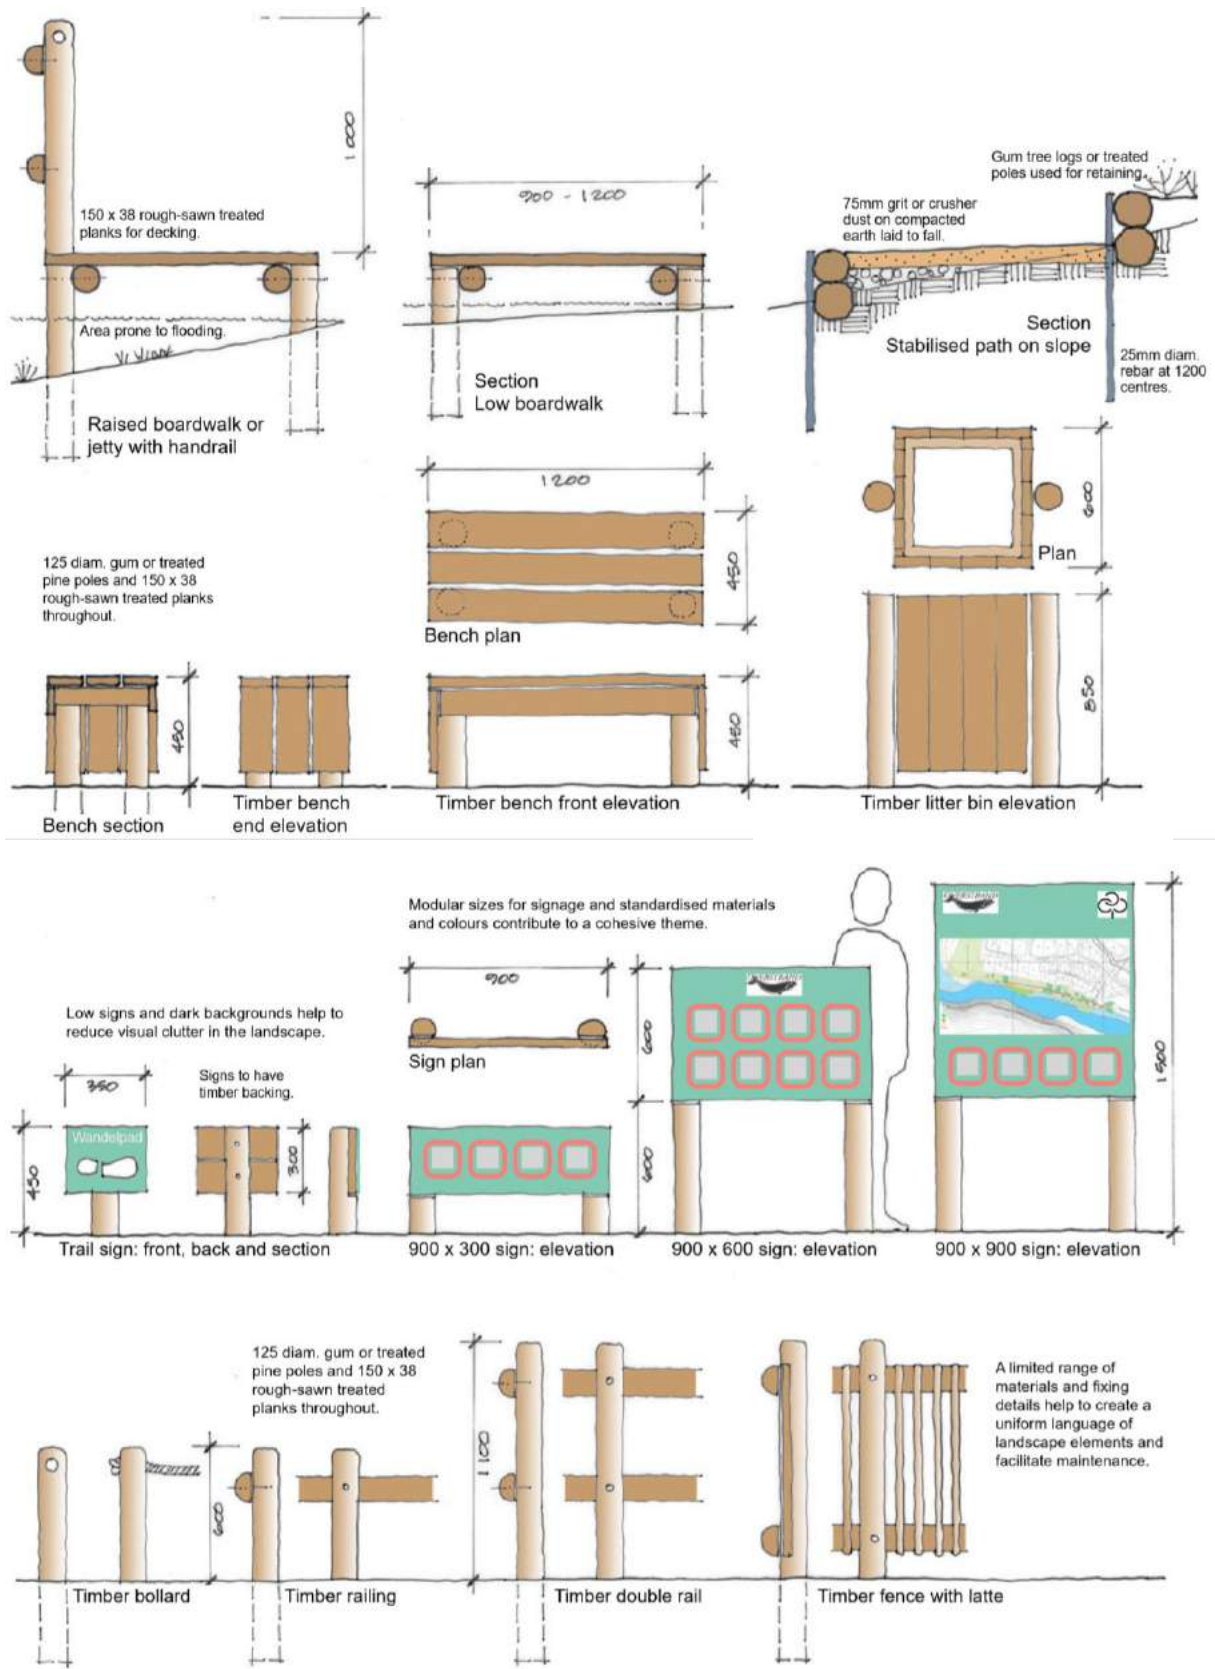 1000
150 x 38 rough-sawn treated
planks for decking.
Area prone to flooding.
Raised boardwalk or
jetty with handrail
900 - 1200
Section
Low boardwalk
Gum tree logs or treated
poles used for retaining.
75mm grit or crusher
dust on compacted
earth laid to fall.
Section
Stabilised path on slope
25mm diam.
rebar at 1200
centres.
125 diam. gum or treated
pine poles and 150 x 38
rough-sawn treated planks
throughout.
1200
450
Bench plan
600
Plan
450
Bench section
Timber bench
end elevation
450
Timber bench front elevation
850
Timber litter bin elevation
Modular sizes for signage and standardised materials
and colours contribute to a cohesive theme.
Low signs and dark backgrounds help to
reduce visual clutter in the landscape.
900
Sign plan
350
Signs to have
timber backing.
Wandelpad
450
300
Trail sign: front, back and section
900 x 300 sign: elevation
600
600
900 x 600 sign: elevation
1500
900 x 900 sign: elevation
125 diam. gum or treated
pine poles and 150 x 38
rough-sawn treated
planks throughout.
600
Timber bollard
Timber railing
1100
Timber double rail
Timber fence with latte
A limited range of
materials and fixing
details help to create a
uniform language of
landscape elements and
facilitate maintenance.